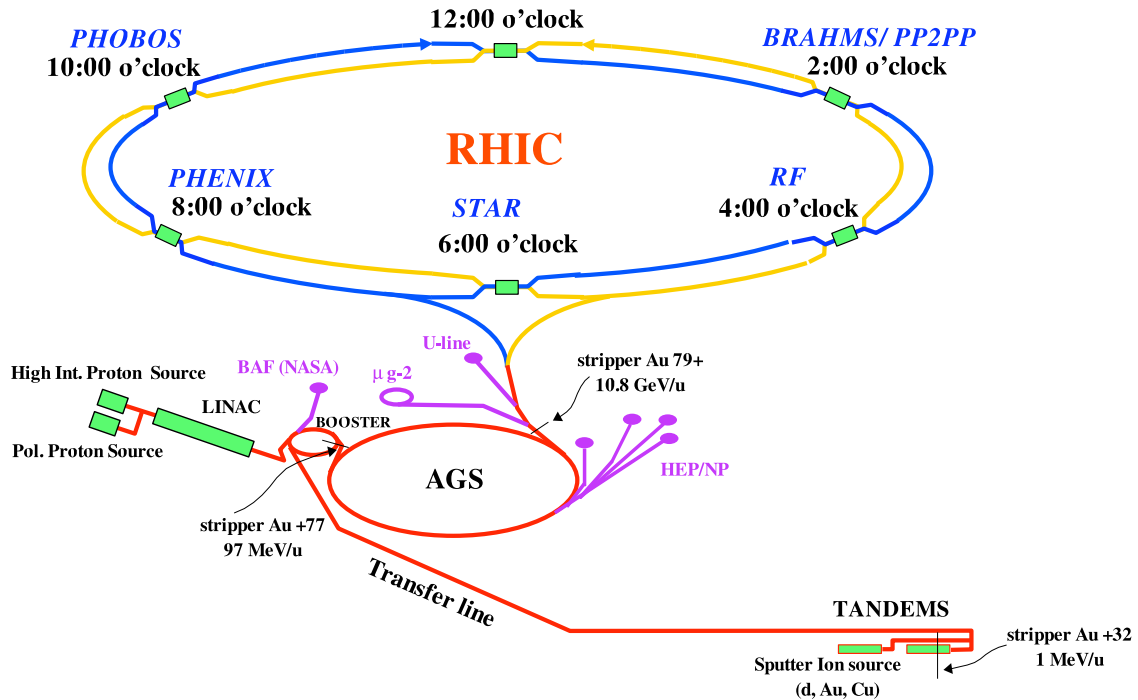 12:00 o'clock
PHOBOS
10:00 o'clock
BRAHMS/ PP2PP
2:00 o'clock
RHIC
PHENIX
8:00 o'clock
STAR
6:00 o'clock
RF
4:00 o'clock
U-line
BAF (NASA)
μ g-2
stripper Au 79+
10.8 GeV/u
High Int. Proton Source
LINAC
BOOSTER
Pol. Proton Source
AGS
HEP/NP
stripper Au +77
97 MeV/u
Transfer line
TANDEMS
stripper Au +32
1 MeV/u
Sputter Ion source
(d, Au, Cu)